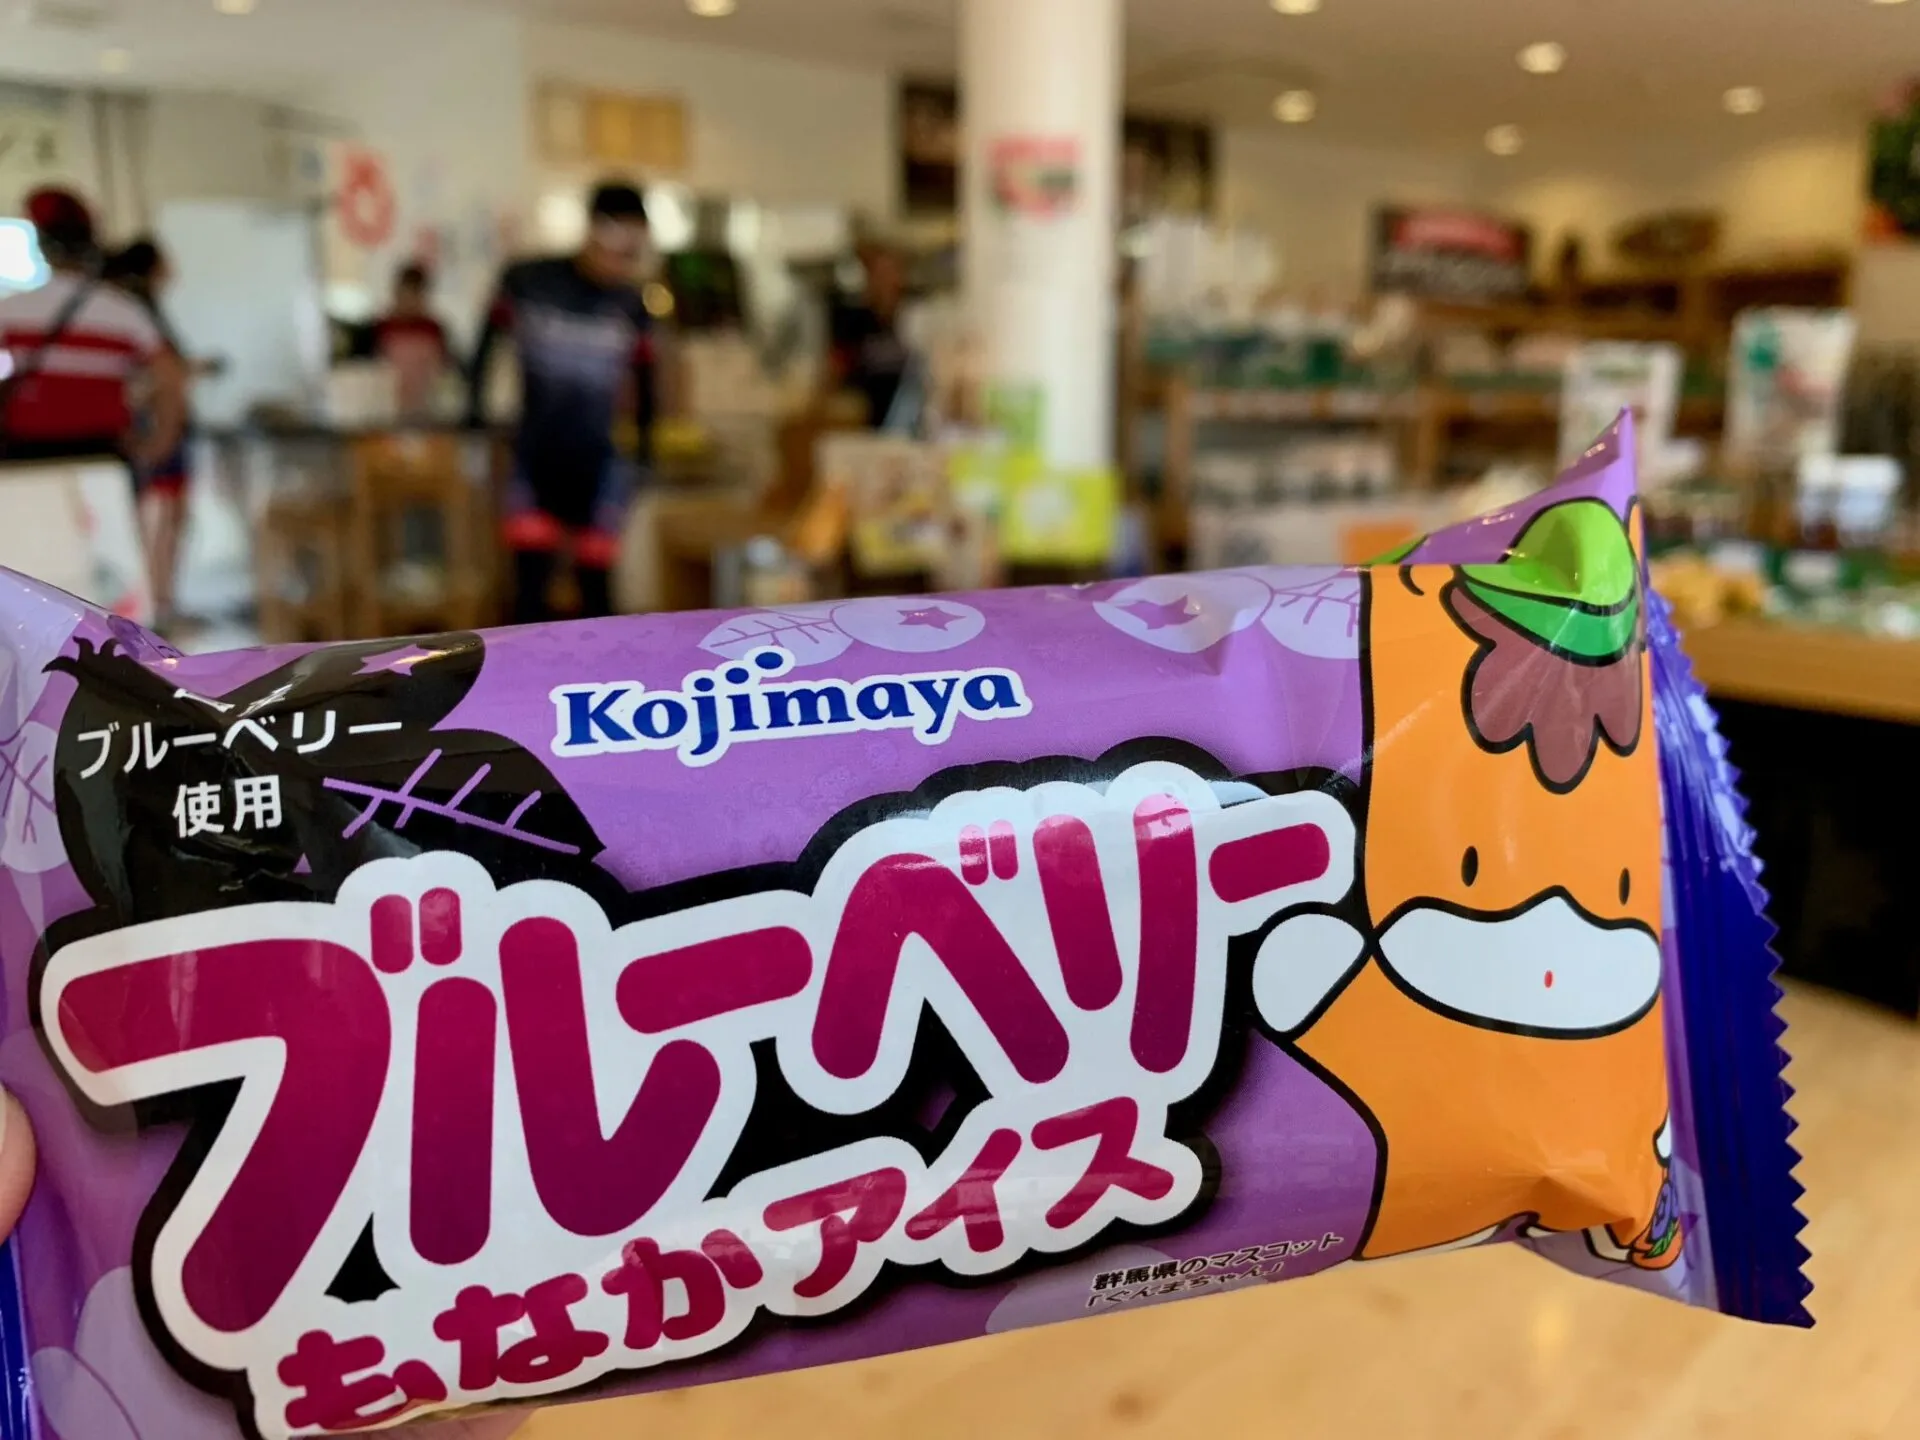 Kojimaya
ブルーベリー
使用
ブルーベリー
もなかアイス
群馬県のマスコット
「ぐんまちゃん」